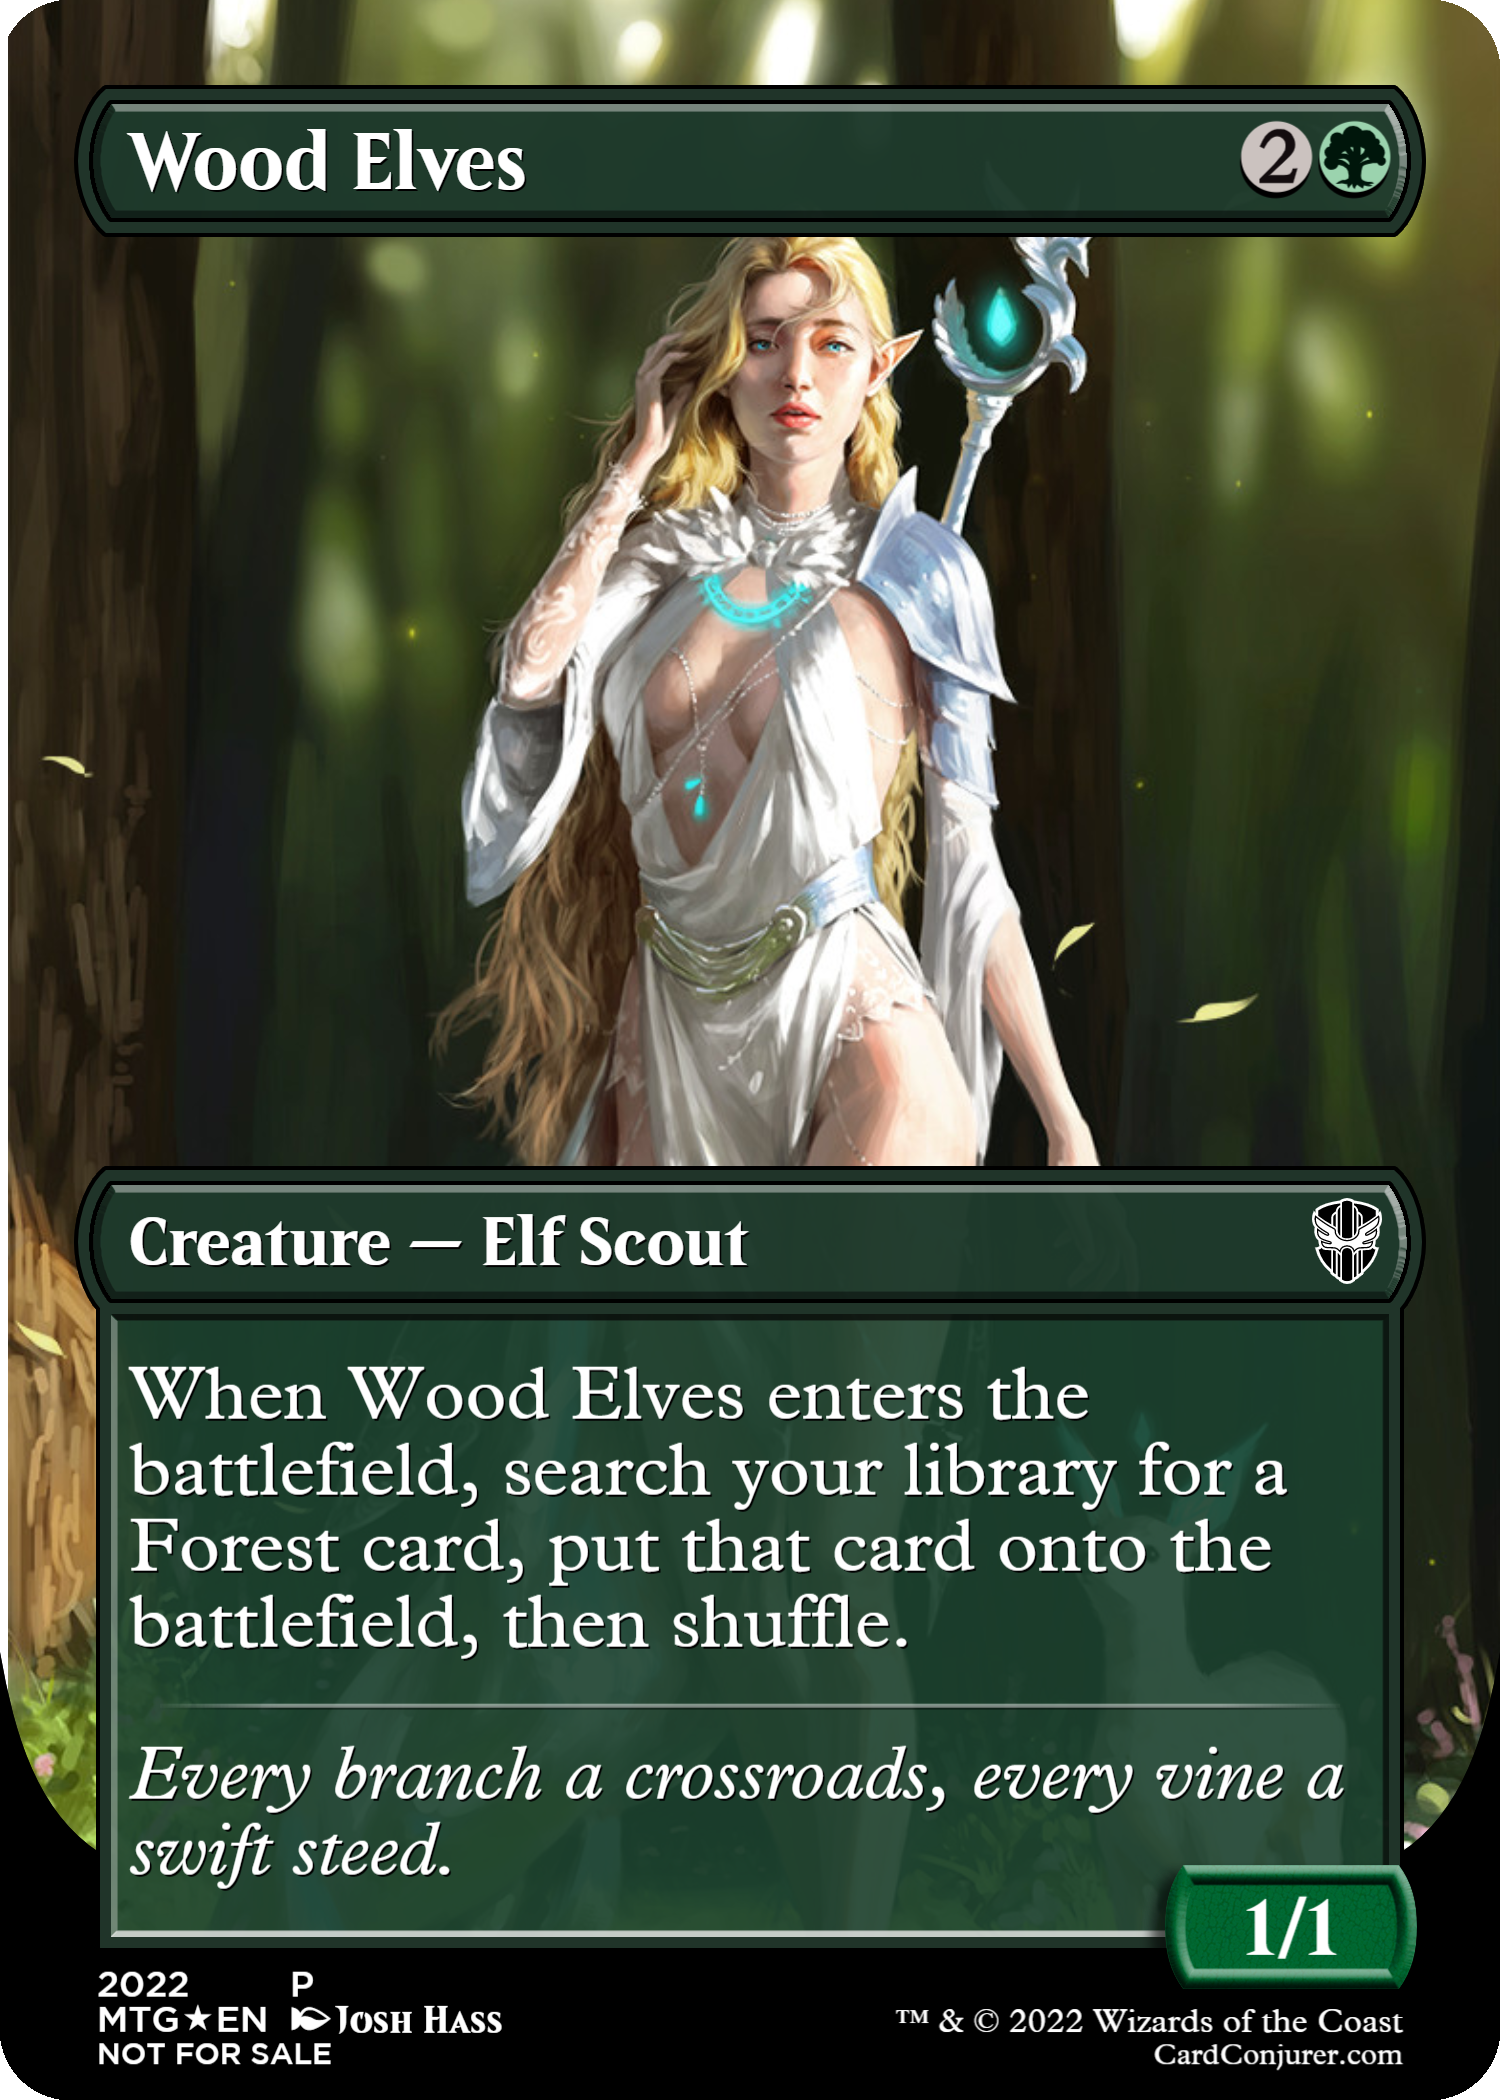 Wood Elves 2
Creature — Elf Scout
When Wood Elves enters the
battlefield, search your library for a
Forest card, put that card onto the
battlefield, then shuffle.
Every branch a crossroads, every vine a
swift steed.
1/1
2022 P
MTG★EN Josh Hass
NOT FOR SALE
™ & © 2022 Wizards of the Coast
CardConjurer.com